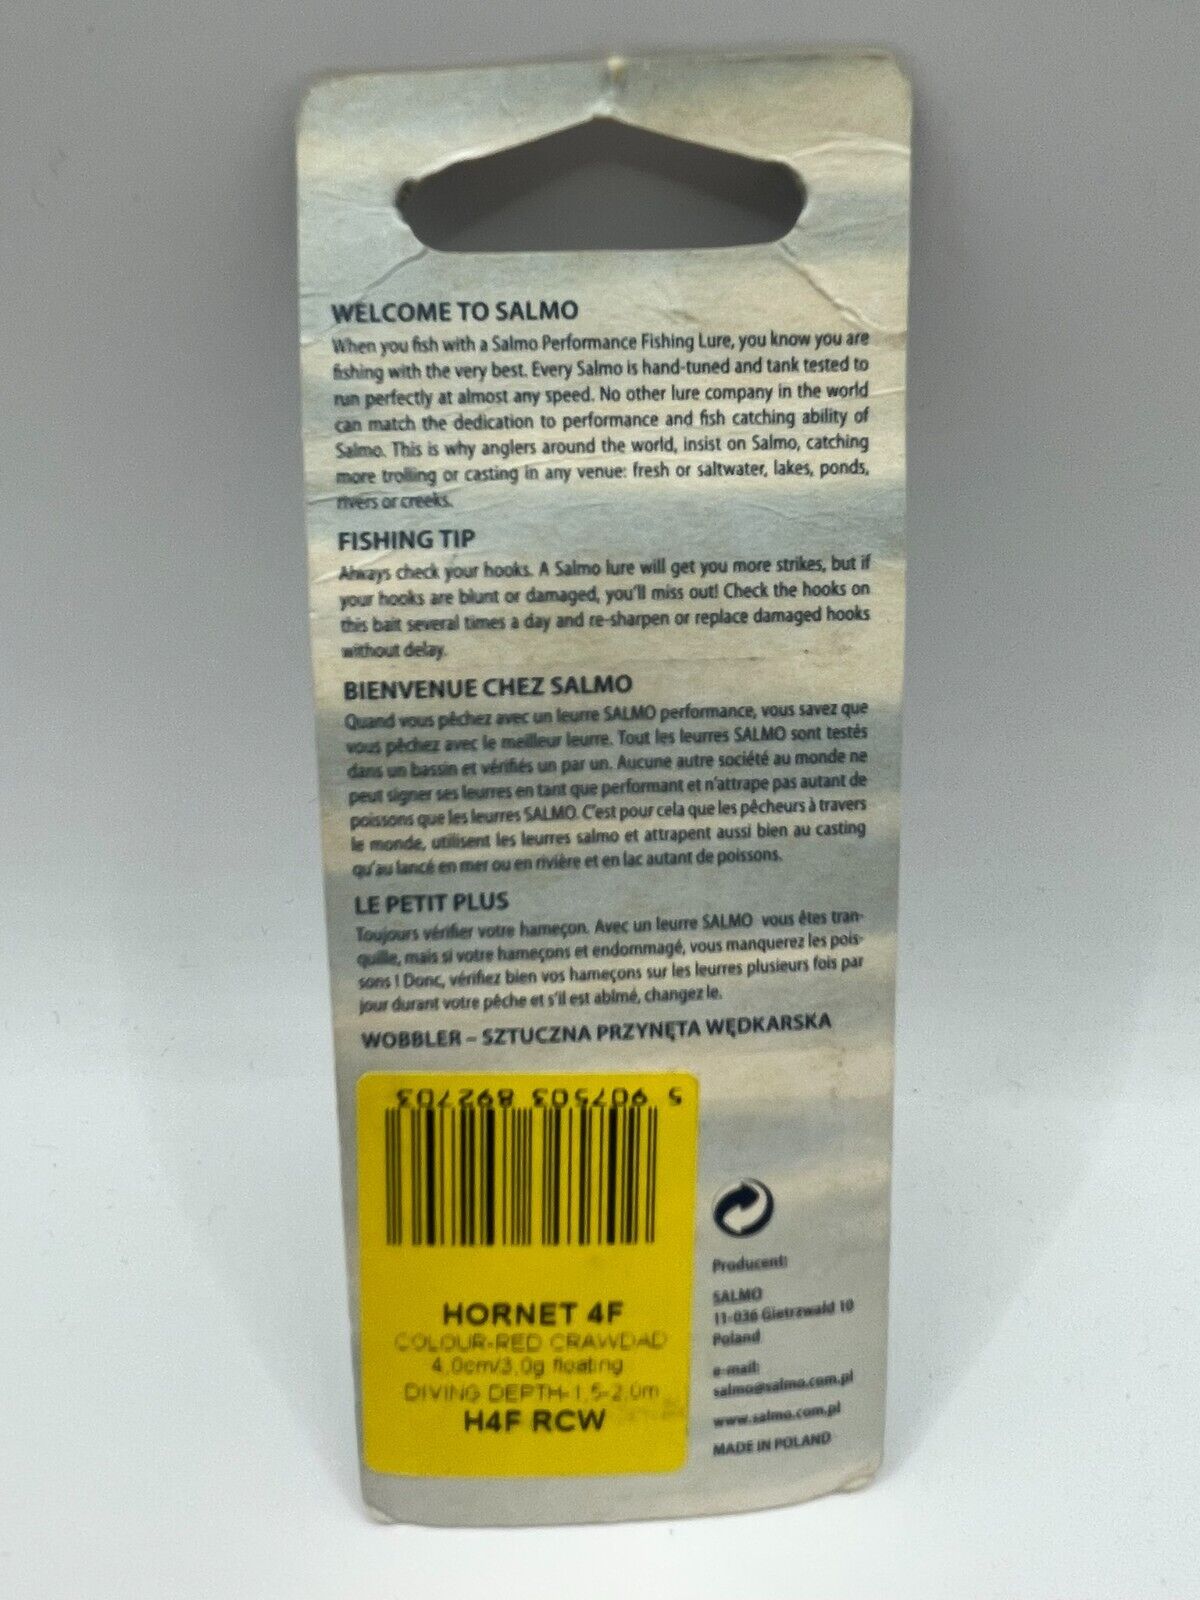 WELCOME TO SALMO
When you fish with a Salmo Performance Fishing Lure, you know you are
fishing with the very best. Every Salmo is hand-tuned and tank tested to
run perfectly at almost any speed. No other lure company in the world
can match the dedication to performance and fish catching ability of
Salmo. This is why anglers around the world, insist on Salmo, catching
more trolling or casting in any venue: fresh or saltwater, lakes, ponds,
rivers or creeks.
FISHING TIP
Always check your hooks. A Salmo lure will get you more strikes, but if
your hooks are blunt or damaged, you'll miss out! Check the hooks on
this bait several times a day and re-sharpen or replace damaged hooks
without delay.
BIENVENUE CHEZ SALMO
Quand vous pêchez avec un leurre SALMO performance, vous savez que
vous pêchez avec le meilleur leurre. Tout les leurres SALMO sont testés
dans un bassin et vérifiés un par un. Aucune autre société au monde ne
peut signer ses leurres en tant que performant et n'attrape pas autant de
poissons que les leurres SALMO. C'est pour cela que les pêcheurs à travers
le monde, utilisent les leurres salmo et attrapent aussi bien au casting
qu'au lancé en mer ou en rivière et en lac autant de poissons.
LE PETIT PLUS
Toujours vérifier votre hameçon. Avec un leurre SALMO vous êtes tran-
quille, mais si votre hameçons et endommagé, vous manquerez les pois-
sons ! Donc, vérifiez bien vos hameçons sur les leurres plusieurs fois par
jour durant votre pêche et s'il est abîmé, changez le.
WOBBLER – SZTUCZNA PRZYNĘTA WĘDKARSKA
5 907503 892703
HORNET 4F
COLOUR-RED CRAWDAD
4,0cm/3,0g floating
DIVING DEPTH-1,5-2,0m
H4F RCW
Producent:
SALMO
11-036 Gietrzwałd 10
Poland
e-mail:
salmo@salmo.com.pl
www.salmo.com.pl
MADE IN POLAND